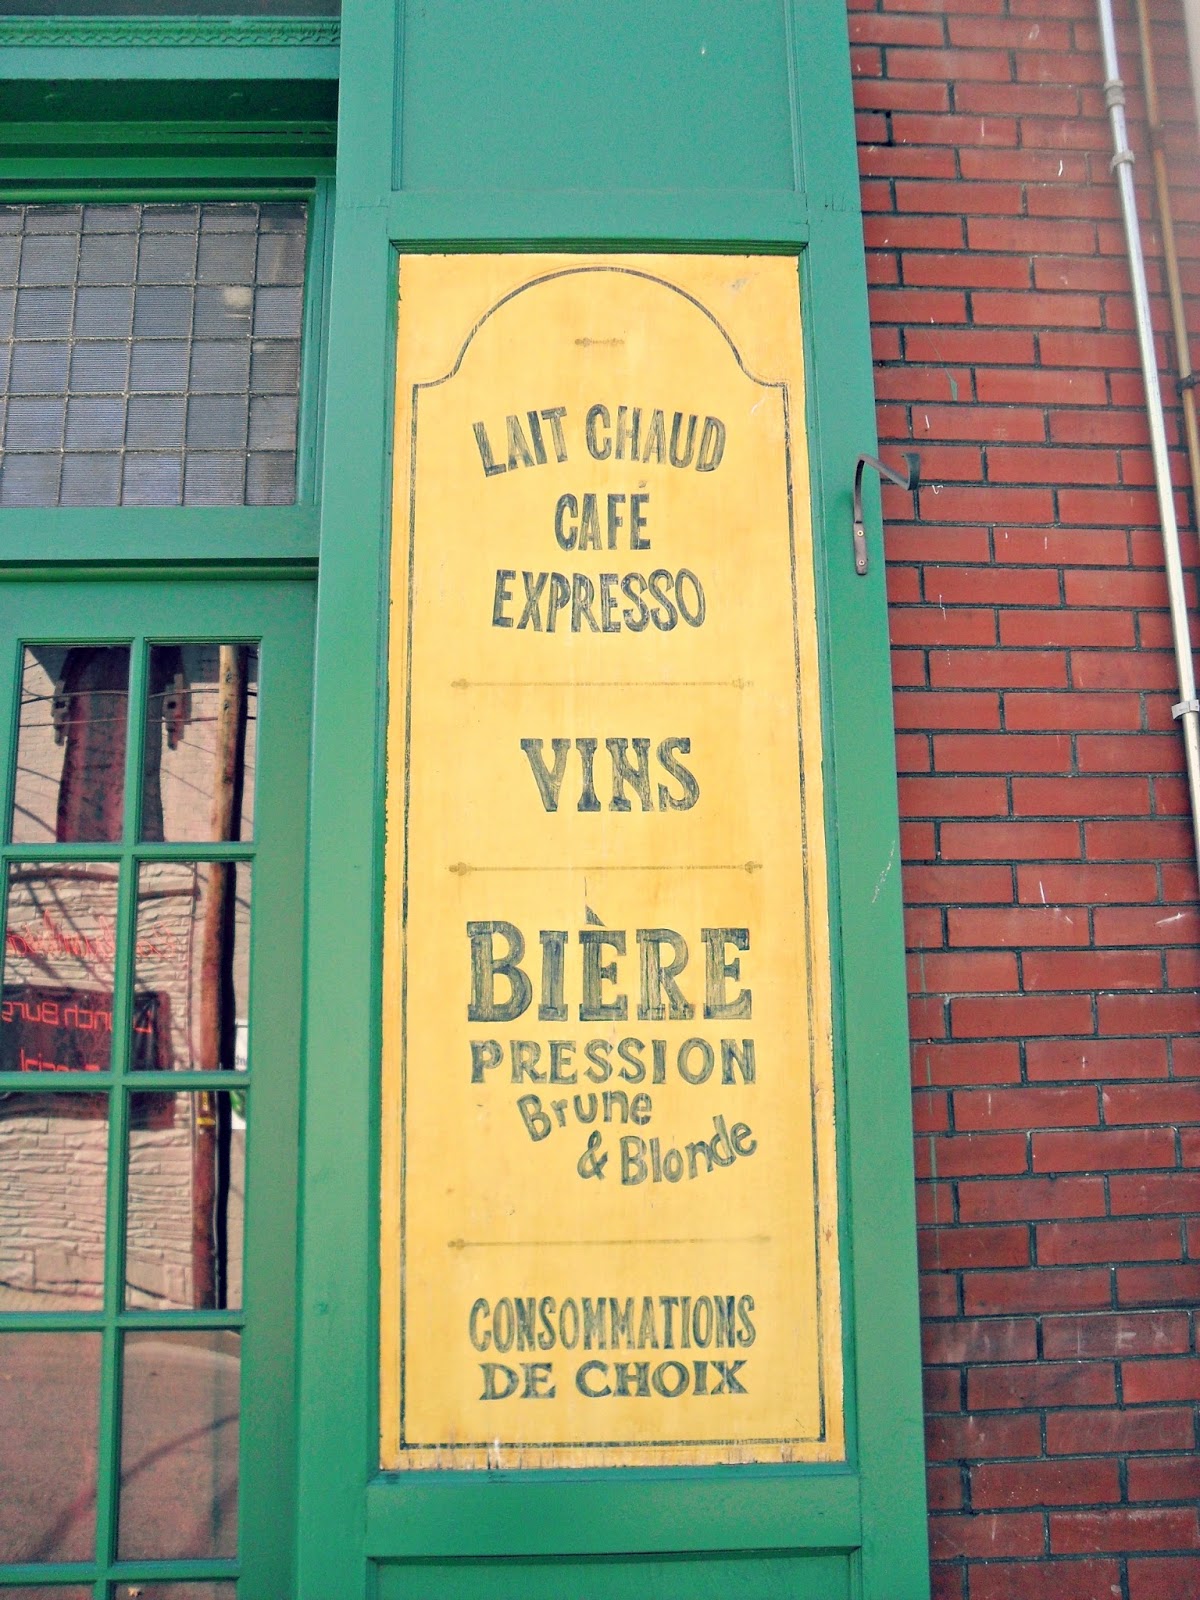 LAIT CHAUD
CAFÉ
EXPRESSO
VINS
BIÈRE
PRESSION
Brune
& Blonde
CONSOMMATIONS
DE CHOIX